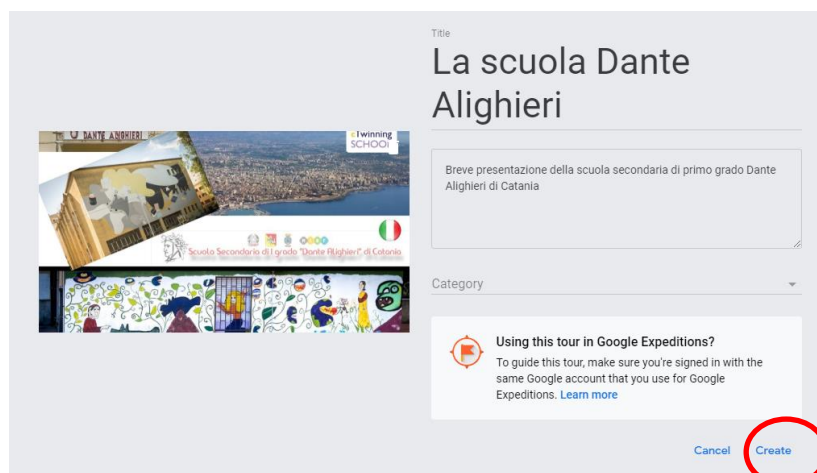 Title
La scuola Dante
Alighieri
DANTE ALIGHIERI
eTwinning
SCHOOL
Scuola Secondaria di I grado "Dante Alighieri" di Catania
Breve presentazione della scuola secondaria di primo grado Dante
Alighieri di Catania
Category
Using this tour in Google Expeditions?
To guide this tour, make sure you're signed in with the
same Google account that you use for Google
Expeditions. Learn more
Cancel
Create